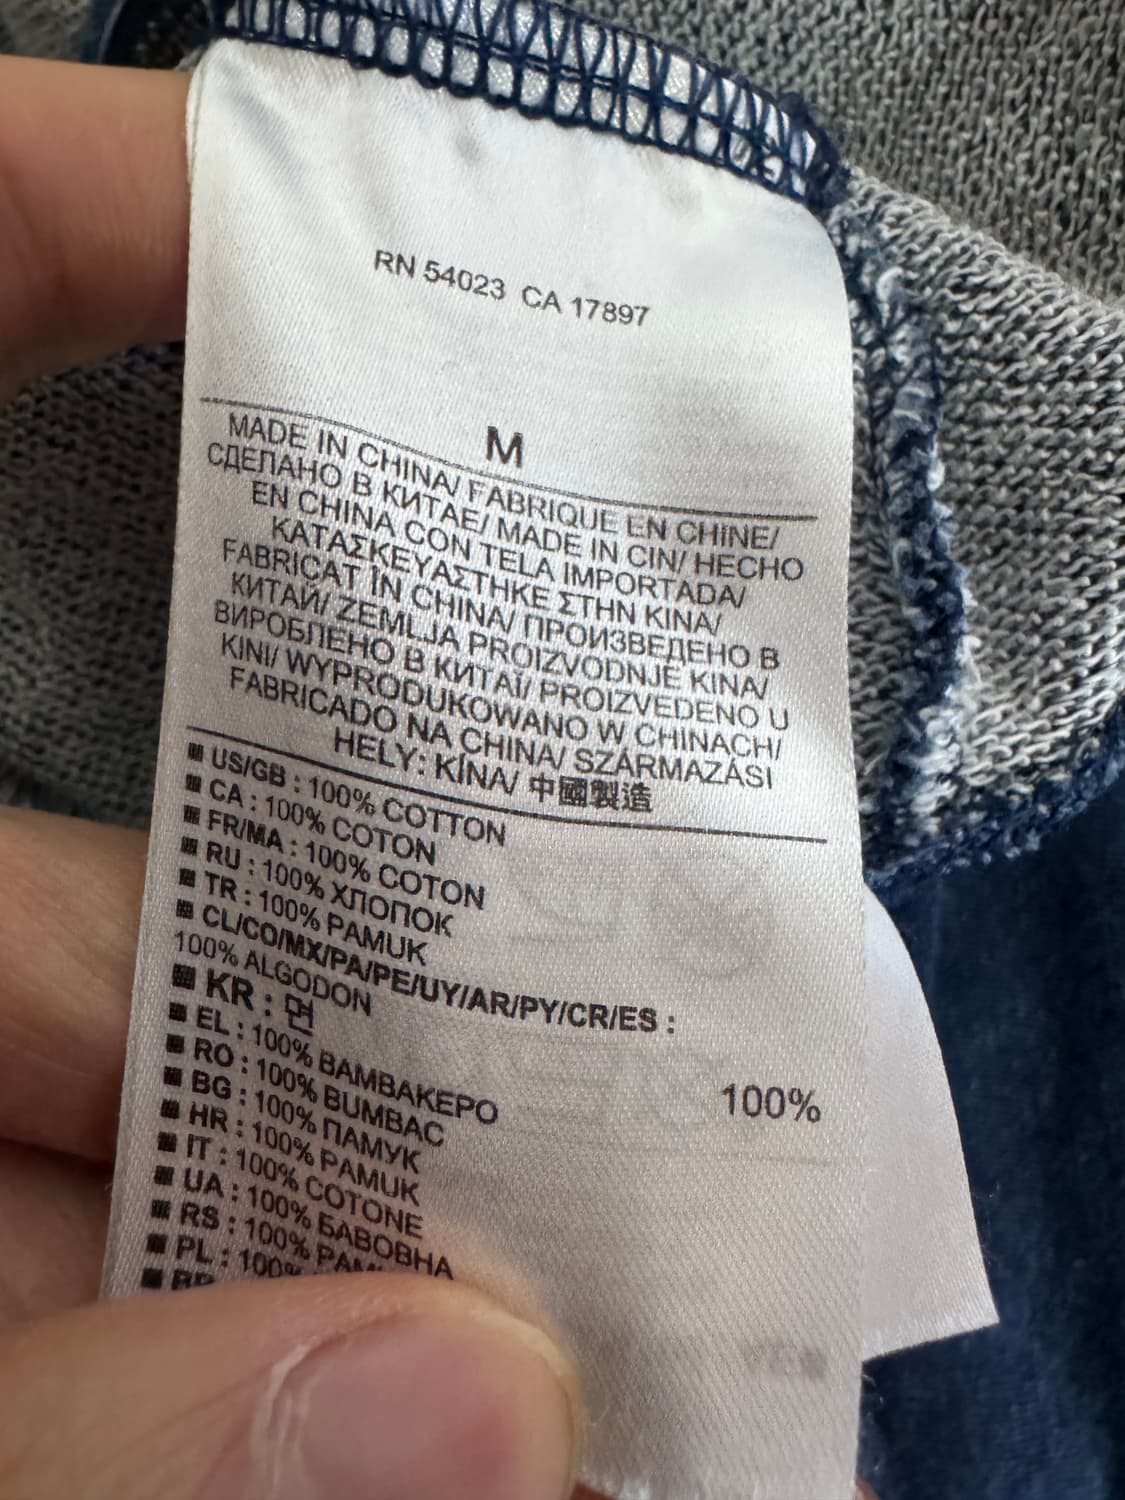 RN 54023 CA 17897
M
MADE IN CHINA/ FABRIQUE EN CHINE/
СДЕЛАНО В КИТАЕ/ MADE IN CIN/ HECHO
EN CHINA CON TELA IMPORTADA/
ΚΑΤΑΣΚΕΥΑΣΤΗΚΕ ΣΤΗΝ ΚΙΝΑ/
FABRICAT ÎN CHINA/ ПРОИЗВЕДЕНО В
КИТАЙ/ ZEMLJA PROIZVODNJE KINA/
ВИРОБЛЕНО В КИТАЇ/ PROIZVEDENO U
KINI/ WYPRODUKOWANO W CHINACH/
FABRICADO NA CHINA/ SZÁRMAZÁSI
HELY: KÍNA/ 中國製造
US/GB : 100% COTTON
CA : 100% COTON
FR/MA : 100% COTON
RU : 100% ХЛОПОК
TR : 100% PAMUK
CL/CO/MX/PA/PE/UY/AR/PY/CR/ES :
100% ALGODON
KR : 면 100%
EL : 100% ΒΑΜΒΑΚΕΡΟ
RO : 100% BUMBAC
BG : 100% ПАМУК
HR : 100% PAMUK
IT : 100% COTONE
UA : 100% БАВОВНА
RS : 100%
PL : 100%